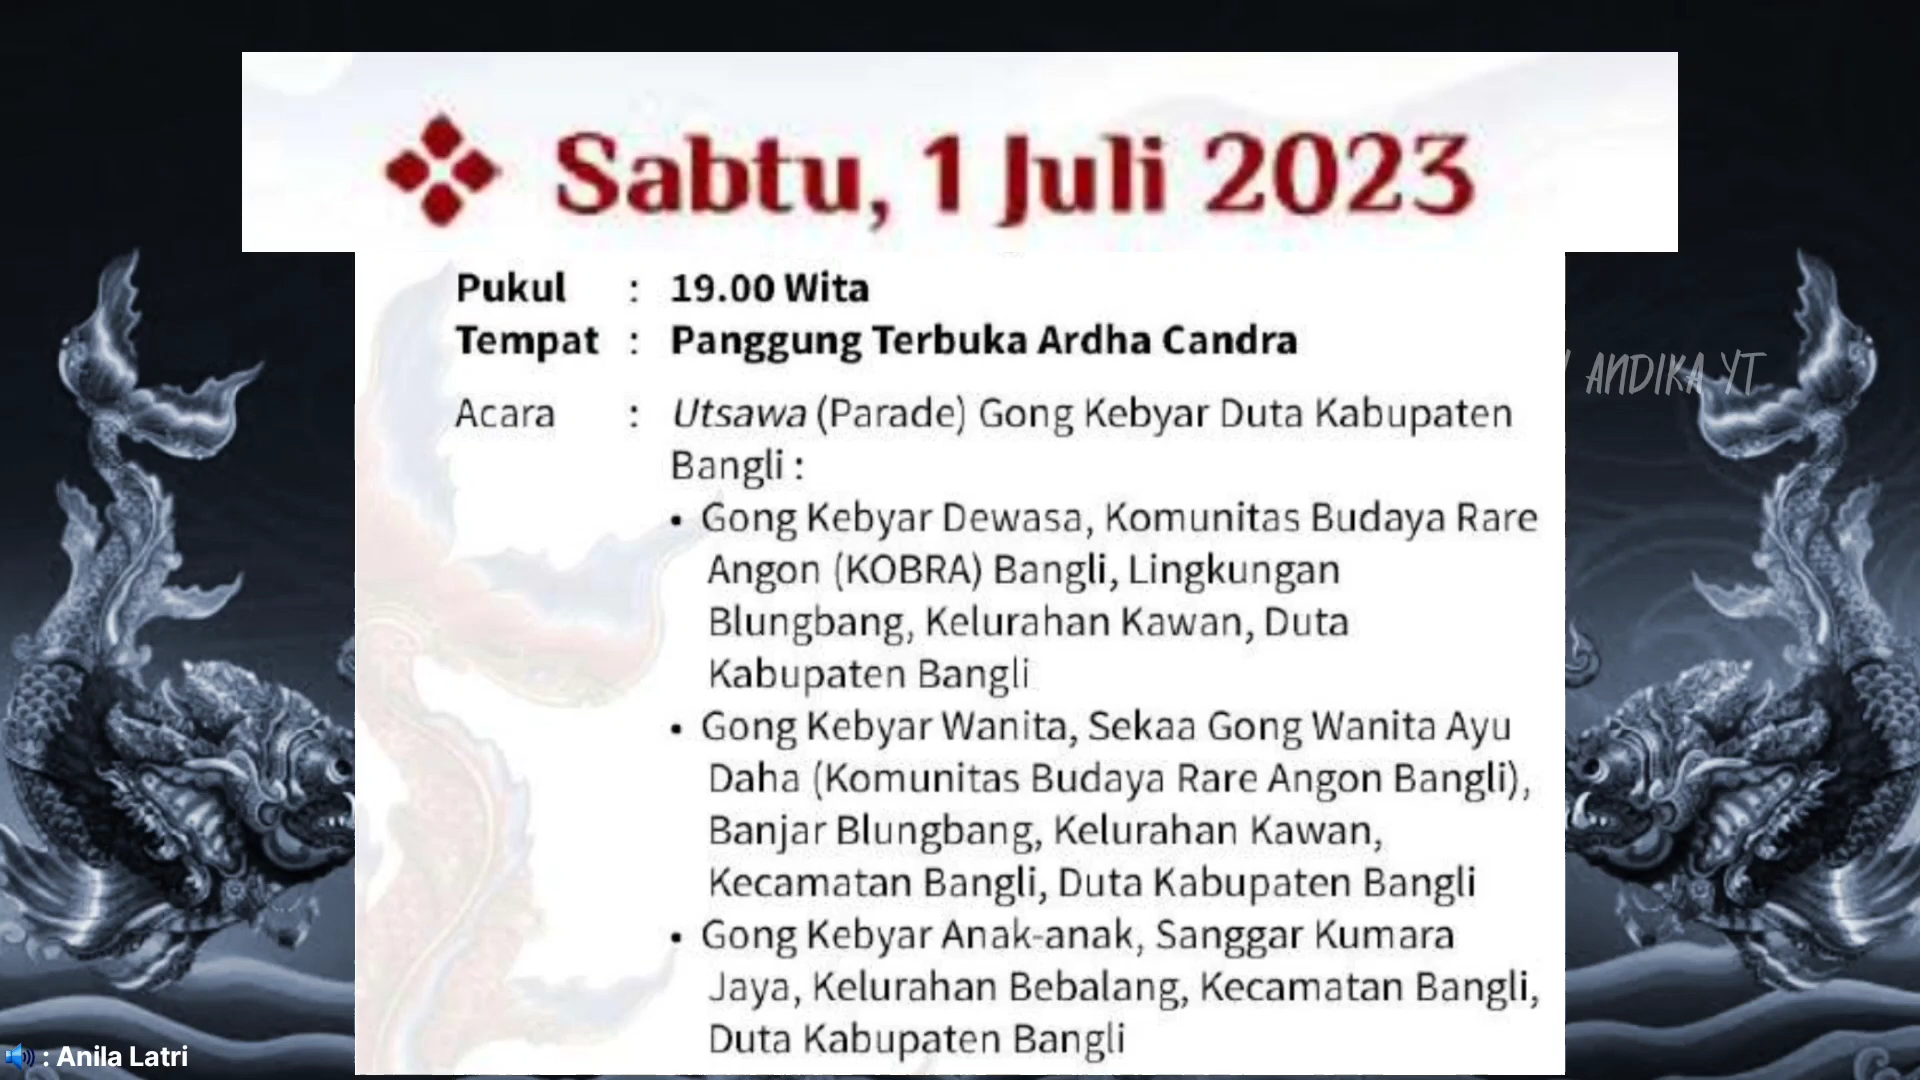 Sabtu, 1 Juli 2023
Pukul : 19.00 Wita
Tempat : Panggung Terbuka Ardha Candra
Acara : Utsawa (Parade) Gong Kebyar Duta Kabupaten
Bangli :
• Gong Kebyar Dewasa, Komunitas Budaya Rare
Angon (KOBRA) Bangli, Lingkungan
Blungbang, Kelurahan Kawan, Duta
Kabupaten Bangli
• Gong Kebyar Wanita, Sekaa Gong Wanita Ayu
Daha (Komunitas Budaya Rare Angon Bangli),
Banjar Blungbang, Kelurahan Kawan,
Kecamatan Bangli, Duta Kabupaten Bangli
• Gong Kebyar Anak-anak, Sanggar Kumara
Jaya, Kelurahan Bebalang, Kecamatan Bangli,
Duta Kabupaten Bangli
ANDIKA YT
: Anila Latri